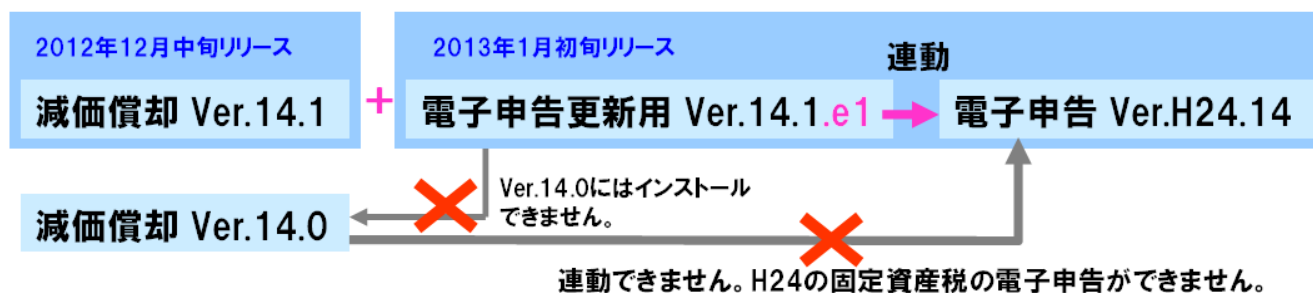 2012年12月中旬リリース
減価償却 Ver.14.1
+
2013年1月初旬リリース
連動
電子申告更新用 Ver.14.1.e1
電子申告 Ver.H24.14
Ver.14.0にはインストール
できません。
減価償却 Ver.14.0
連動できません。H24の固定資産税の電子申告ができません。